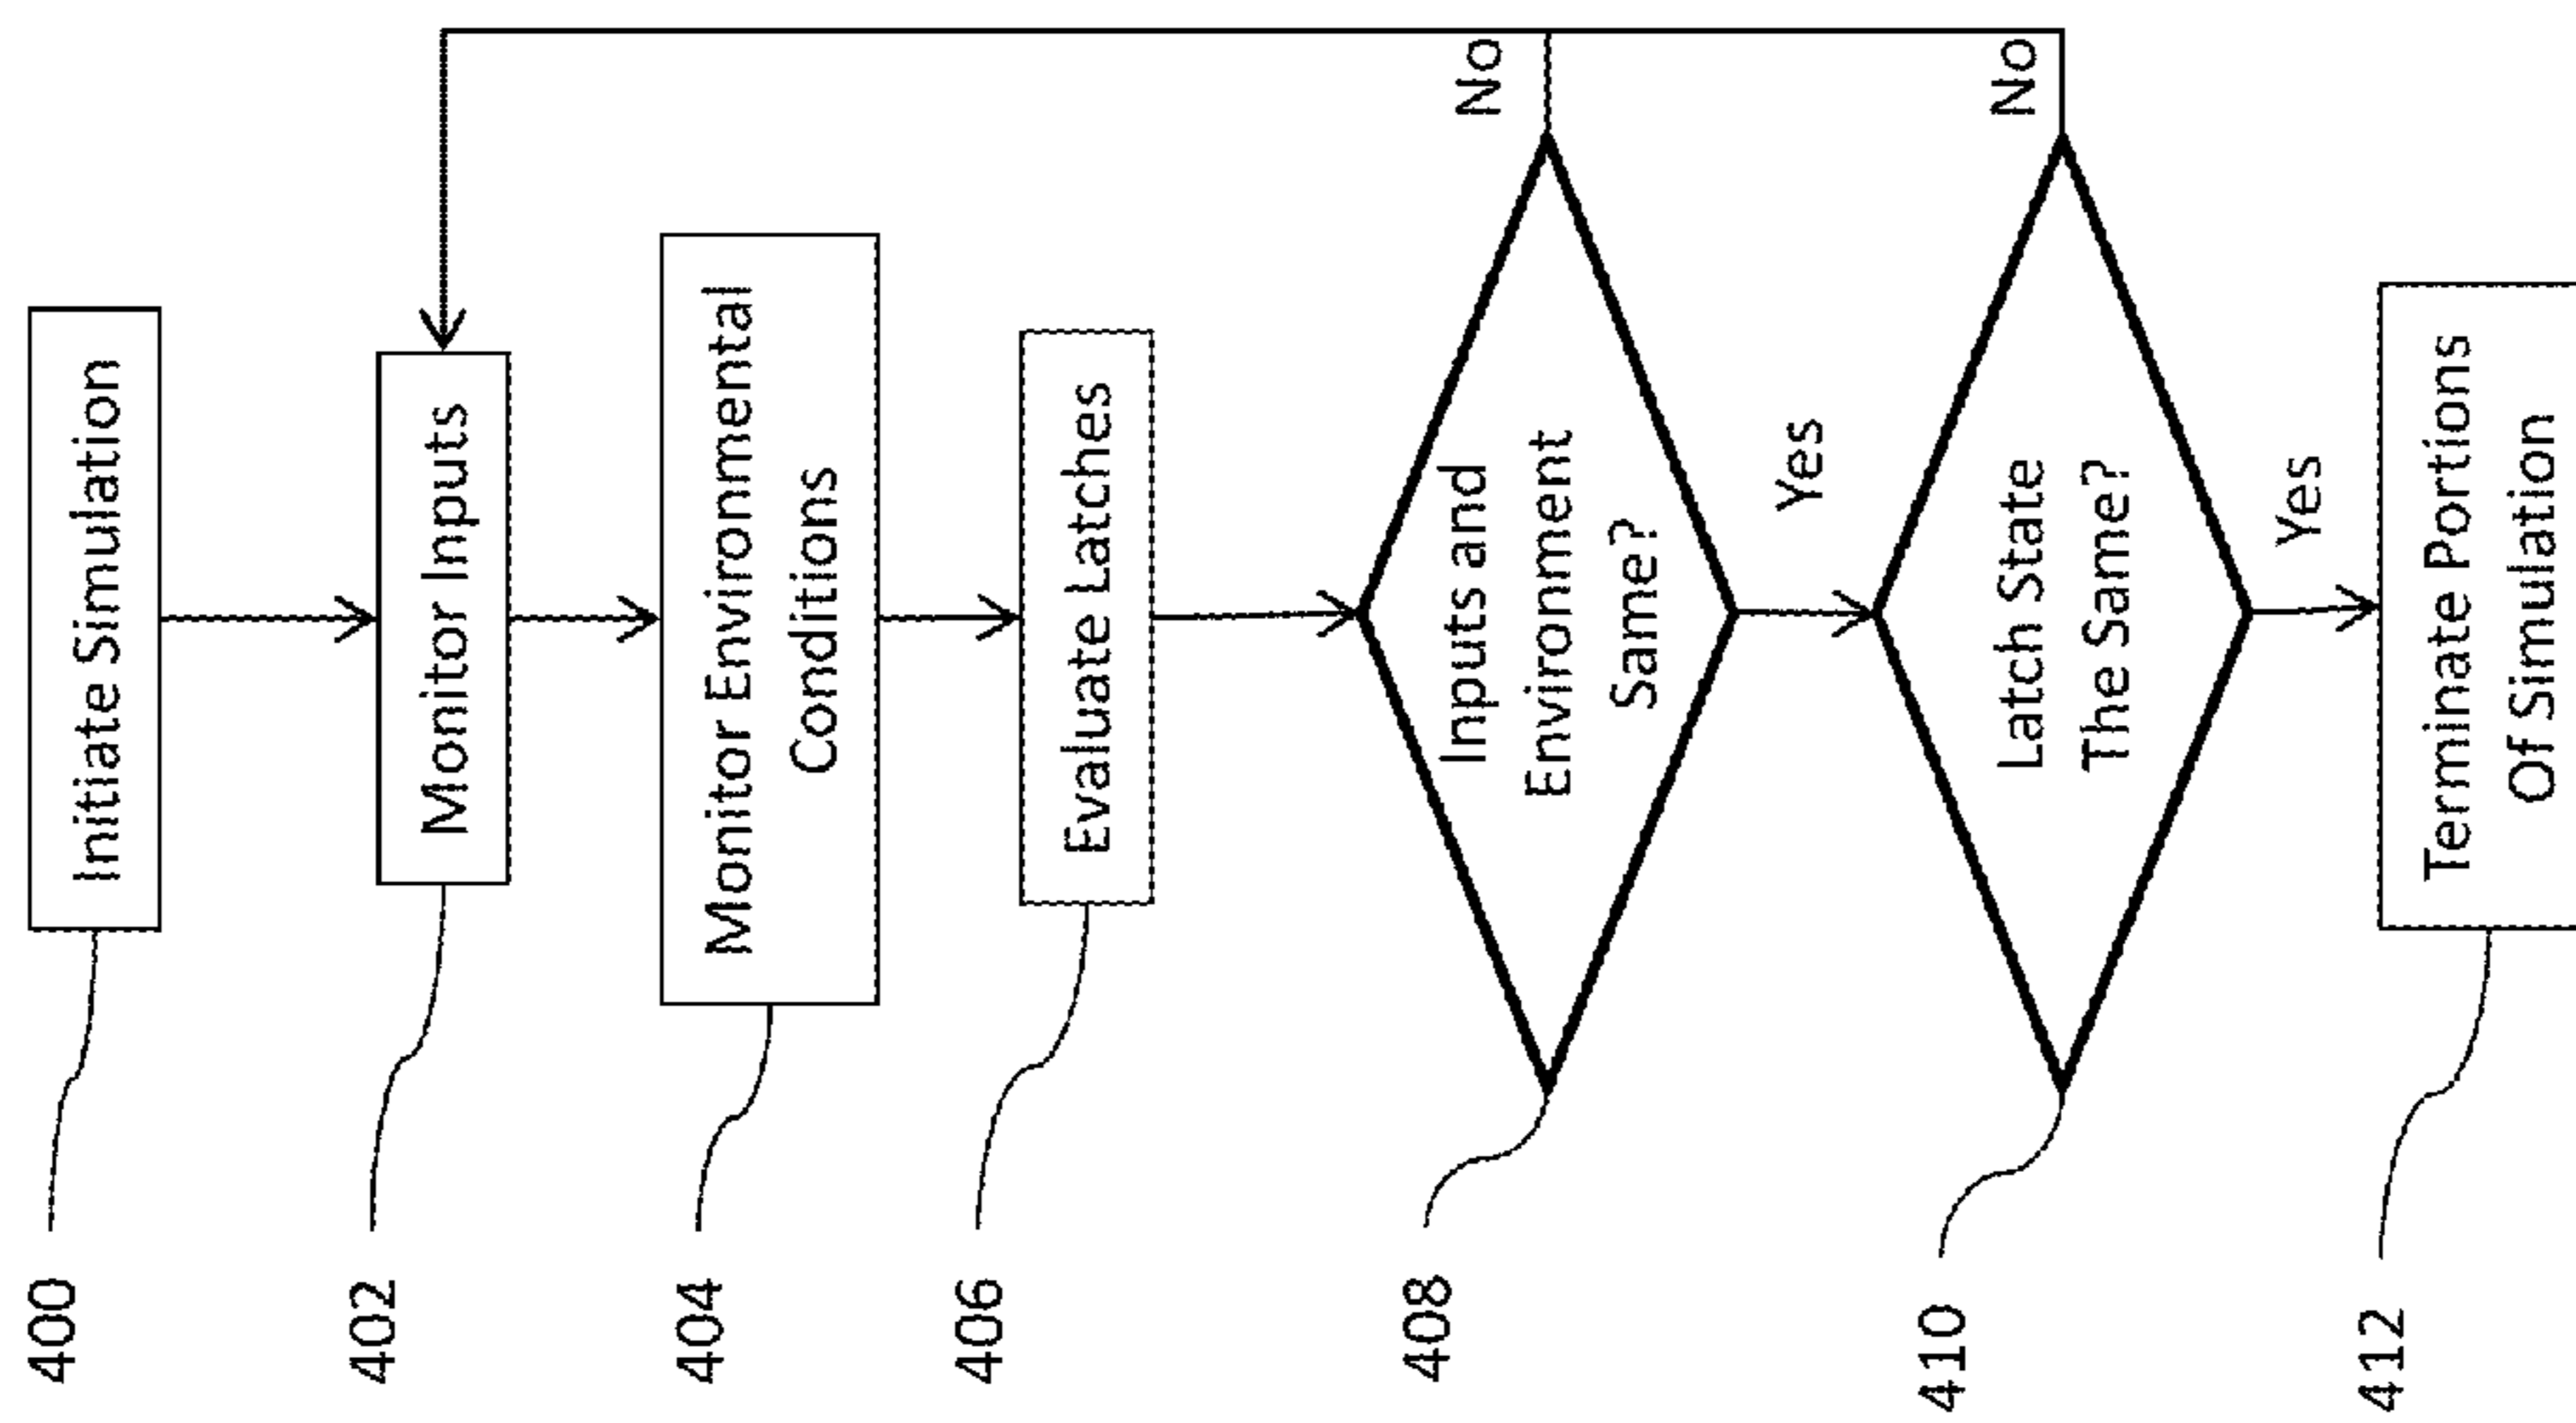 400
Initiate Simulation
402
Monitor Inputs
404
Monitor Environmental
Conditions
406
Evaluate Latches
408
Inputs and
Environment
Same?
No
Yes
410
Latch State
The Same?
No
Yes
412
Terminate Portions
Of Simulation